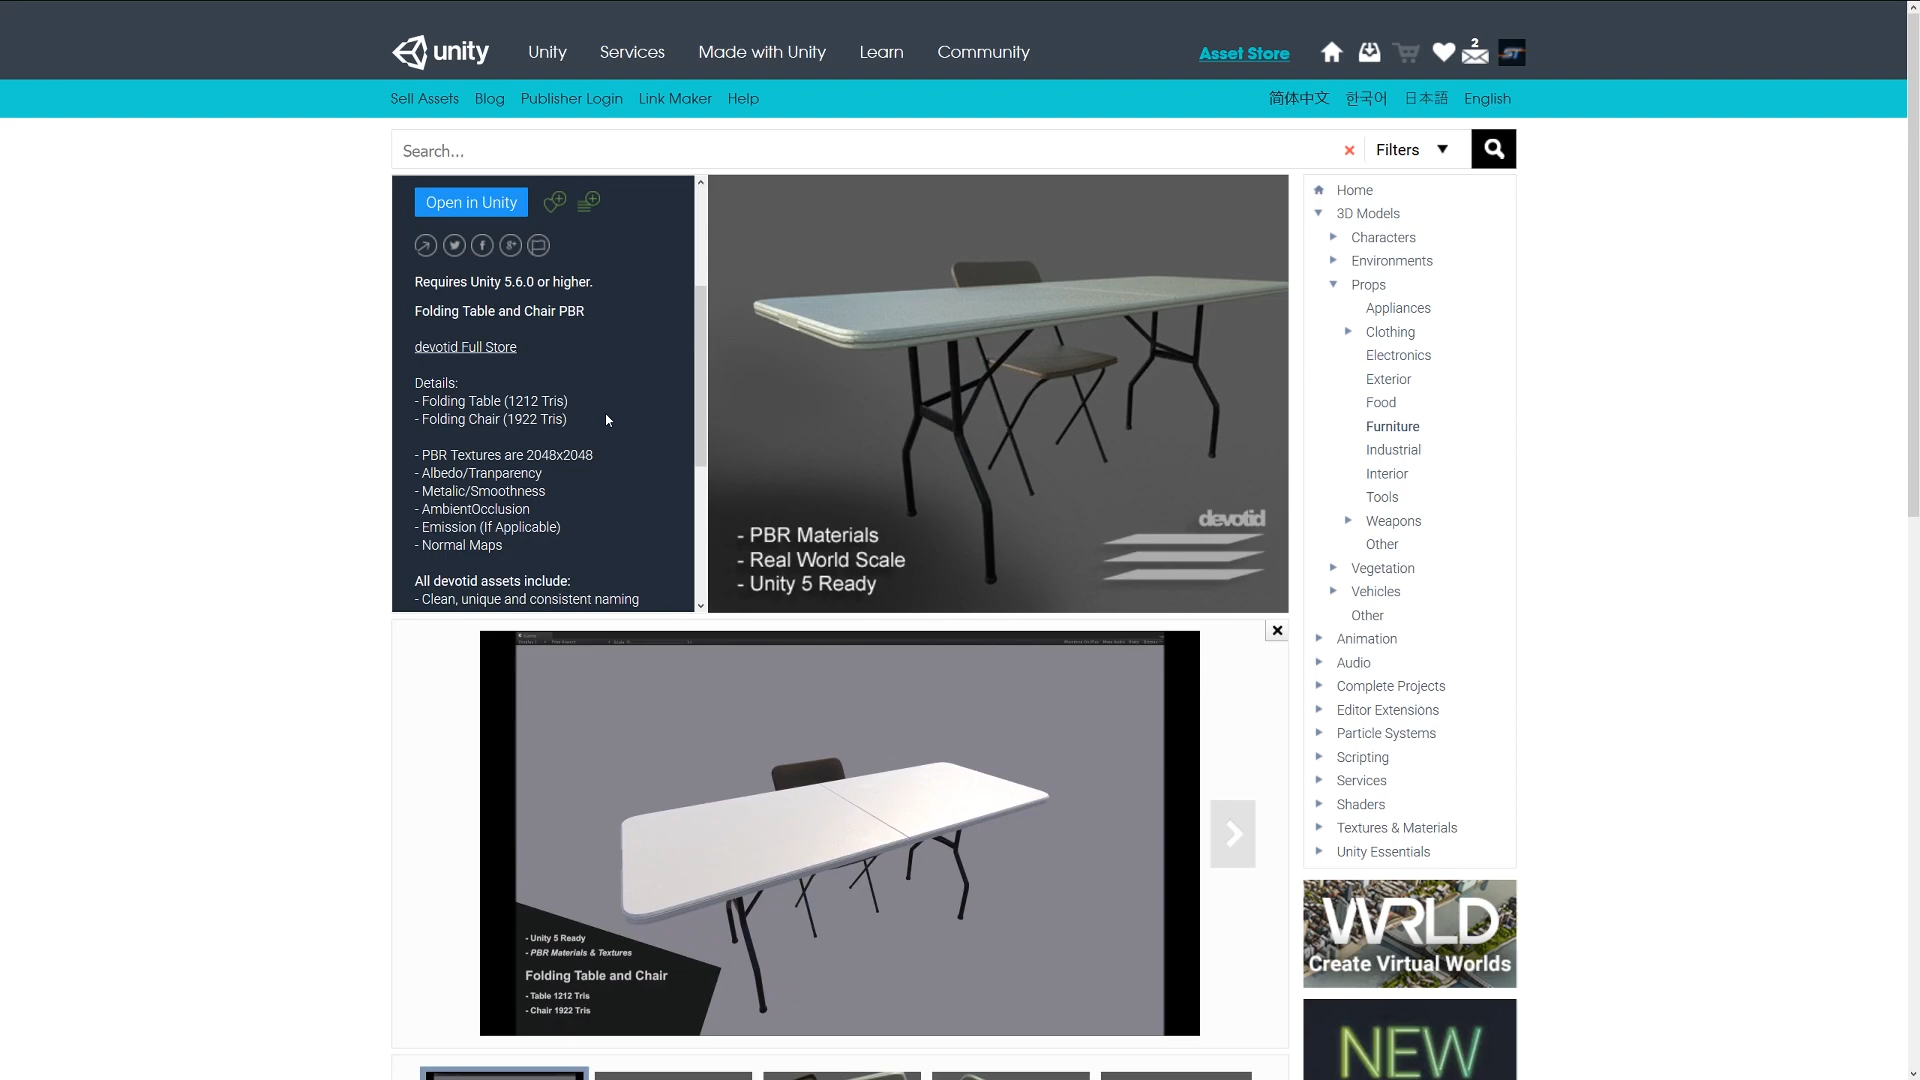 unity
Unity
Services
Made with Unity
Learn
Community
Asset Store
2
ST
Sell Assets
Blog
Publisher Login
Link Maker
Help
简体中文
한국어
日本語
English
Search...
Filters
Open in Unity
Requires Unity 5.6.0 or higher.
Folding Table and Chair PBR
devotid Full Store
Details:
- Folding Table (1212 Tris)
- Folding Chair (1922 Tris)
- PBR Textures are 2048x2048
- Albedo/Tranparency
- Metalic/Smoothness
- AmbientOcclusion
- Emission (If Applicable)
- Normal Maps
All devotid assets include:
- Clean, unique and consistent naming
devotid
- PBR Materials
- Real World Scale
- Unity 5 Ready
Home
3D Models
Characters
Environments
Props
Appliances
Clothing
Electronics
Exterior
Food
Furniture
Industrial
Interior
Tools
Weapons
Other
Vegetation
Vehicles
Other
Animation
Audio
Complete Projects
Editor Extensions
Particle Systems
Scripting
Services
Shaders
Textures & Materials
Unity Essentials
- Unity 5 Ready
- PBR Materials & Textures
Folding Table and Chair
- Table 1212 Tris
- Chair 1922 Tris
WRLD
Create Virtual Worlds
NEW